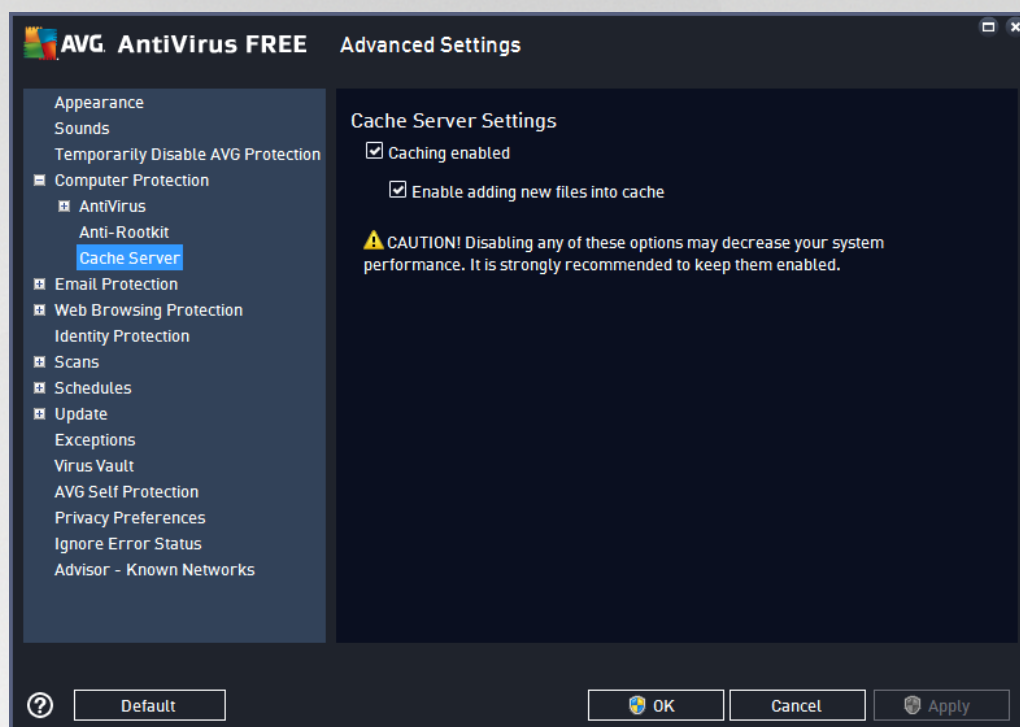 AVG. AntiVirus FREE
Advanced Settings
Appearance
Sounds
Temporarily Disable AVG Protection
Computer Protection
AntiVirus
Anti-Rootkit
Cache Server
Email Protection
Web Browsing Protection
Identity Protection
Scans
Schedules
Update
Exceptions
Virus Vault
AVG Self Protection
Privacy Preferences
Ignore Error Status
Advisor - Known Networks
Cache Server Settings
Caching enabled
Enable adding new files into cache
CAUTION! Disabling any of these options may decrease your system
performance. It is strongly recommended to keep them enabled.
?
Default
OK
Cancel
Apply